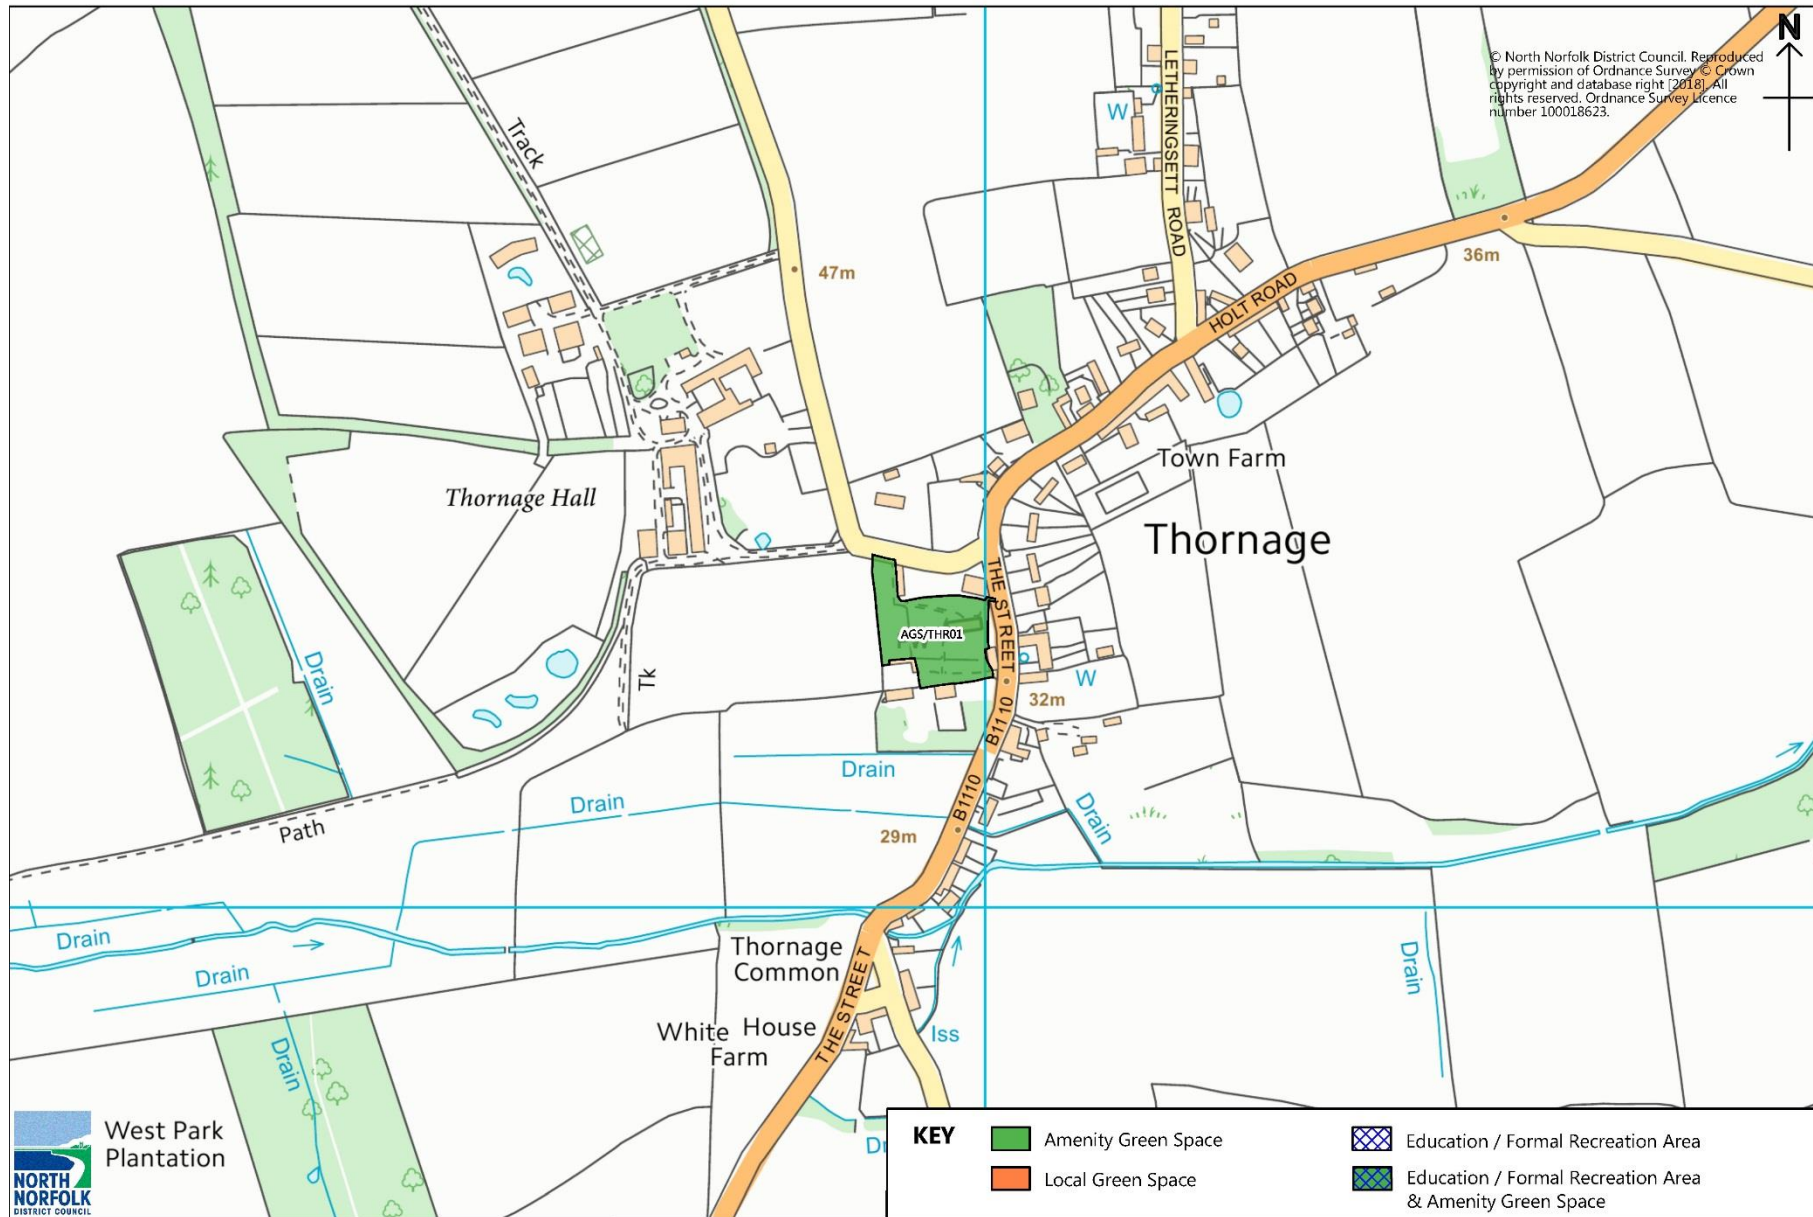 N
© North Norfolk District Council. Reproduced
by permission of Ordnance Survey © Crown
copyright and database right [2018]. All
rights reserved. Ordnance Survey Licence
number 100018623.
Track
LETHERINGSETT ROAD
W
47m
36m
HOLT ROAD
Town Farm
Thornage Hall
Thornage
THE STREET
AGS/THR01
Tk
W
32m
B1110
Drain
Drain
Drain
B1110
Drain
Path
29m
Drain
Drain
Thornage
Common
THE STREET
White House
Farm
Iss
Drain
Drain
West Park
Plantation
NORTH
NORFOLK
DISTRICT COUNCIL
KEY
Amenity Green Space
Local Green Space
Education / Formal Recreation Area
Education / Formal Recreation Area
& Amenity Green Space